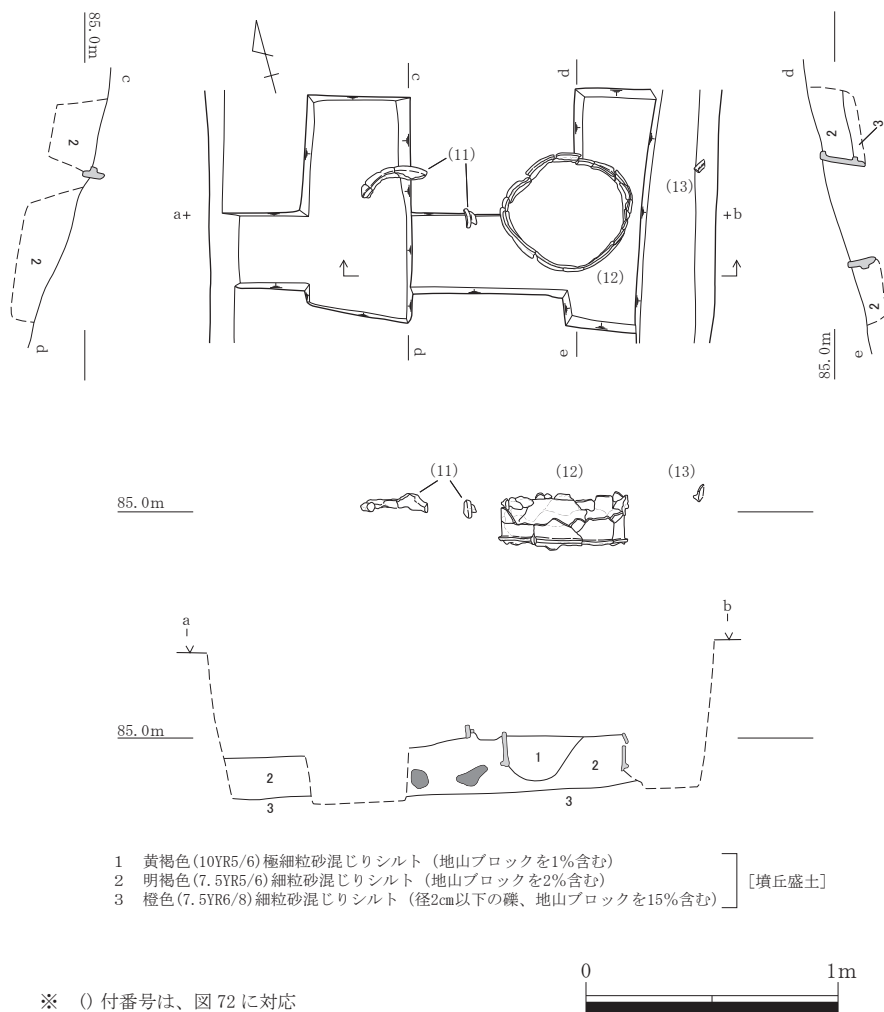 85.0m
c
2
2
d
c
d
(11)
a+
(13)
+b
(12)
d
e
d
2
3
2
85.0m
e
(11)
(12)
(13)
85.0m
a
b
85.0m
2
3
1
2
3
1 黄褐色(10YR5/6)極細粒砂混じりシルト（地山ブロックを1%含む）
2 明褐色(7.5YR5/6)細粒砂混じりシルト（地山ブロックを2%含む）
3 橙色(7.5YR6/8)細粒砂混じりシルト（径2㎝以下の礫、地山ブロックを15%含む）
[墳丘盛土]
0 1m
※ ()付番号は、図72に対応